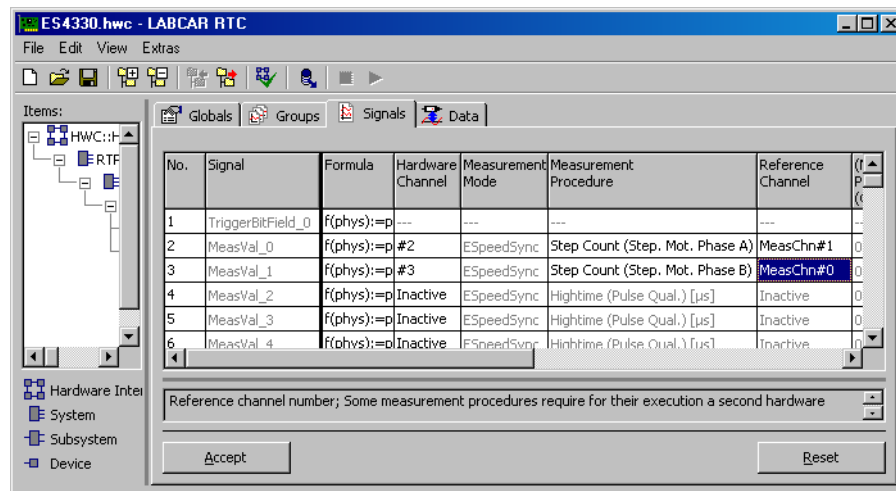 ES4330.hwc - LABCAR RTC
File Edit View Extras
Items:
HWC::H
RTP
Hardware Inter
System
Subsystem
Device
Globals Groups Signals Data
No. Signal Formula Hardware Channel Measurement Mode Measurement Procedure Reference Channel
1 TriggerBitField_0 f(phys):=p --- --- --- ---
2 MeasVal_0 f(phys):=p #2 ESpeedSync Step Count (Step. Mot. Phase A) MeasChn#1 0
3 MeasVal_1 f(phys):=p #3 ESpeedSync Step Count (Step. Mot. Phase B) MeasChn#0 0
4 MeasVal_2 f(phys):=p Inactive ESpeedSync Hightime (Pulse Qual.) [µs] Inactive 0
5 MeasVal_3 f(phys):=p Inactive ESpeedSync Hightime (Pulse Qual.) [µs] Inactive 0
6 MeasVal_4 f(phys):=p Inactive ESpeedSync Hightime (Pulse Qual.) [µs] Inactive 0
Reference channel number; Some measurement procedures require for their execution a second hardware
Accept Reset